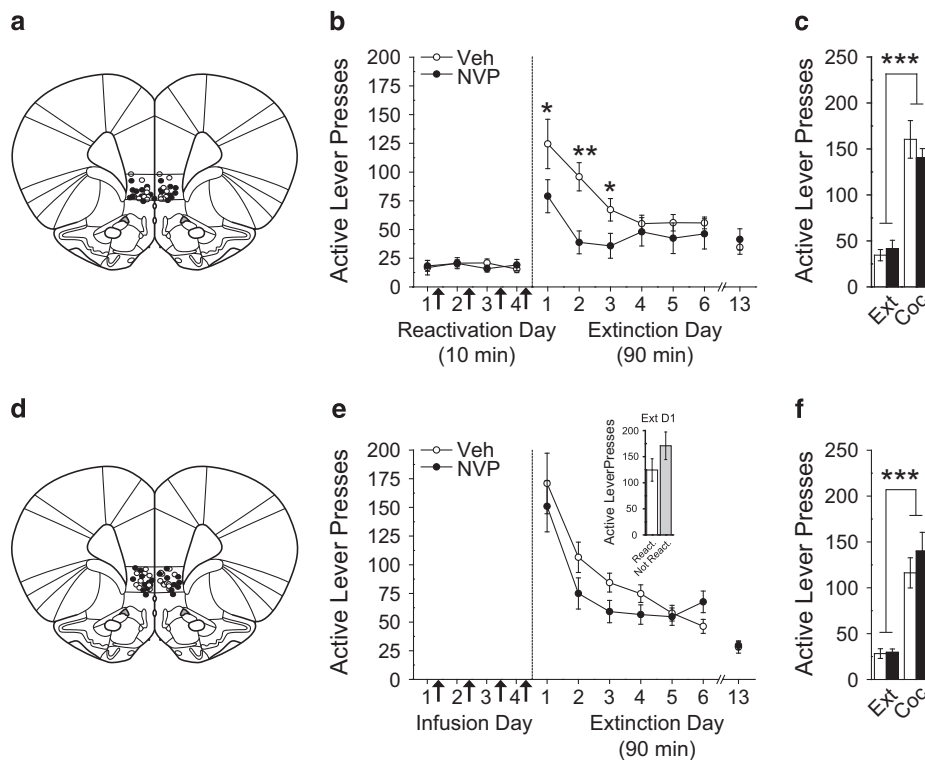 a
b
c
Veh
NVP
Active Lever Presses
200
175
150
125
100
75
50
25
0
*
**
*
1 2 3 4
1 2 3 4 5 6 13
Reactivation Day
(10 min)
Extinction Day
(90 min)
Active Lever Presses
250
200
150
100
50
0
***
Ext
Coc
d
e
f
Veh
NVP
Active Lever Presses
200
175
150
125
100
75
50
25
0
Ext D1
Active LeverPresses
200
150
100
50
0
React.
Not React.
1 2 3 4
1 2 3 4 5 6 13
Infusion Day
Extinction Day
(90 min)
Active Lever Presses
250
200
150
100
50
0
***
Ext
Coc